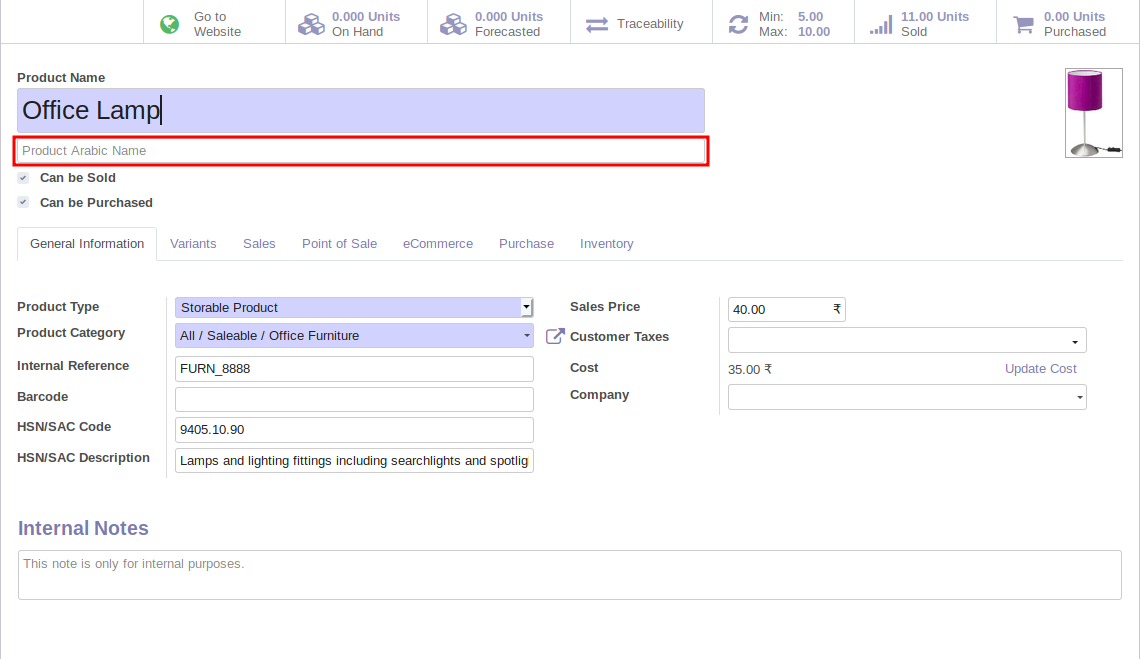 Go to
Website
0.000 Units
On Hand
0.000 Units
Forecasted
Traceability
Min: 5.00
Max: 10.00
11.00 Units
Sold
0.00 Units
Purchased
Product Name
Office Lamp
Product Arabic Name
Can be Sold
Can be Purchased
General Information Variants Sales Point of Sale eCommerce Purchase Inventory
Product Type Storable Product
Product Category All / Saleable / Office Furniture
Internal Reference FURN_8888
Barcode
HSN/SAC Code 9405.10.90
HSN/SAC Description Lamps and lighting fittings including searchlights and spotlig
Sales Price 40.00 ₹
Customer Taxes
Cost 35.00 ₹ Update Cost
Company
Internal Notes
This note is only for internal purposes.